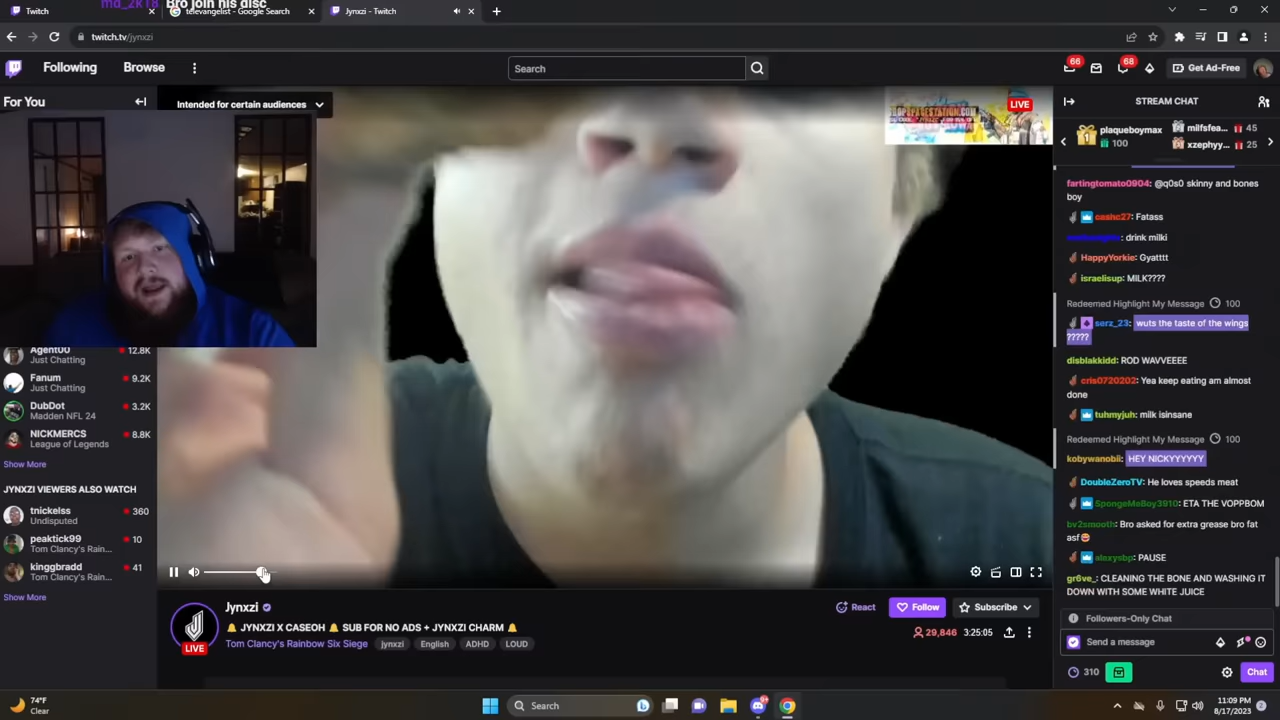 md_2k18 Bro join his disc
Twitch
televangelist - Google Search
Jynxzi - Twitch
twitch.tv/jynxzi
Following
Browse
Search
66
68
Get Ad-Free
For You
Intended for certain audiences
LIVE
STREAM CHAT
plaqueboymax
100
milfsfea...
45
xzephyy...
25
fartingtomato0904: @q0s0 skinny and bones
boy
cashc27: Fatass
: drink milki
HappyYorkie: Gyatttt
israelisup: MILK????
Redeemed Highlight My Message 100
serz_23: wuts the taste of the wings
?????
disblakkidd: ROD WAVVEEEE
cris0720202: Yea keep eating am almost
done
tuhmyjuh: milk isinsane
Redeemed Highlight My Message 100
kobywanobii: HEY NICKYYYYYY
DoubleZeroTV: He loves speeds meat
SpongeMeBoy3910: ETA THE VOPPBOM
bv2smooth: Bro asked for extra grease bro fat
asf
alaxysbp: PAUSE
gr6ve_: CLEANING THE BONE AND WASHING IT
DOWN WITH SOME WHITE JUICE
Followers-Only Chat
Send a message
310
Chat
Agent00
12.8K
Just Chatting
Fanum
9.2K
Just Chatting
DubDot
3.2K
Madden NFL 24
NICKMERCS
8.8K
League of Legends
Show More
JYNXZI VIEWERS ALSO WATCH
tnickelss
360
Undisputed
peaktick99
10
Tom Clancy's Rain...
kinggbradd
41
Tom Clancy's Rain...
Show More
Jynxzi
LIVE
JYNXZI X CASEOH SUB FOR NO ADS + JYNXZI CHARM
Tom Clancy's Rainbow Six Siege
jynxzi
English
ADHD
LOUD
React
Follow
Subscribe
29,846
3:25:05
74°F
Clear
Search
11:09 PM
8/17/2023